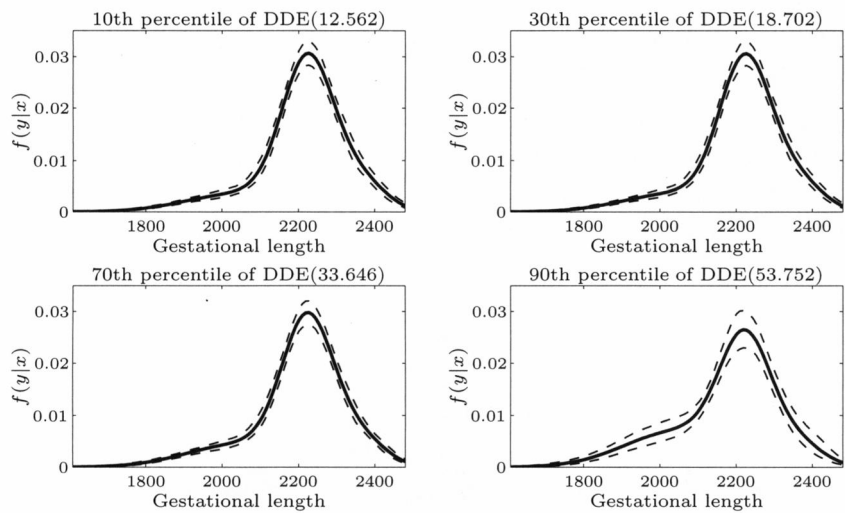 10th percentile of DDE(12.562)
0.03
0.02
0.01
0
f(y|x)
1800 2000 2200 2400
Gestational length
30th percentile of DDE(18.702)
0.03
0.02
0.01
0
f(y|x)
1800 2000 2200 2400
Gestational length
70th percentile of DDE(33.646)
0.03
0.02
0.01
0
f(y|x)
1800 2000 2200 2400
Gestational length
90th percentile of DDE(53.752)
0.03
0.02
0.01
0
f(y|x)
1800 2000 2200 2400
Gestational length